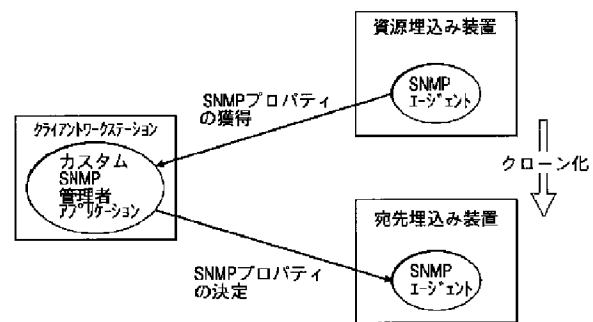 資源埋込み装置
SNMP
エージェント
SNMPプロパティ
の獲得
クライアントワークステーション
カスタム
SNMP
管理者
アプリケーション
クローン化
宛先埋込み装置
SNMP
エージェント
SNMPプロパティ
の決定